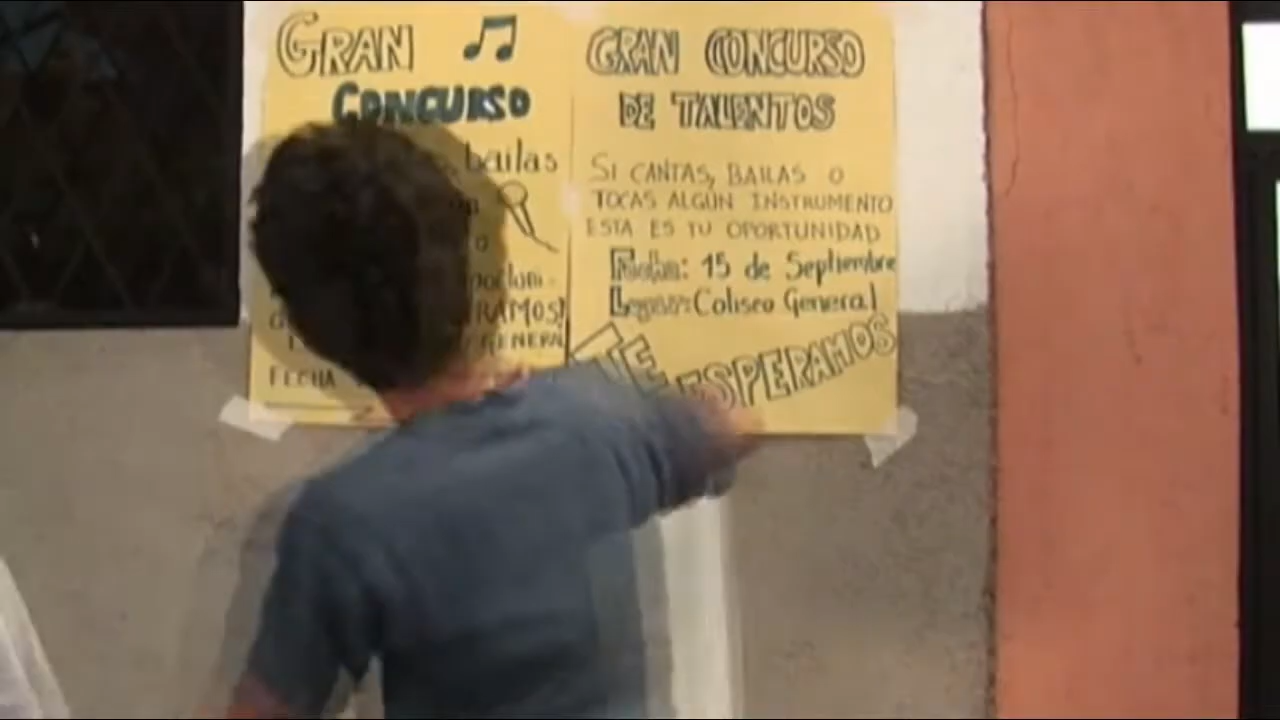 GRAN
CONCURSO
bailas
RAMOS!
FECHA
GRAN CONCURSO
DE TALENTOS
SI CANTAS, BAILAS O
TOCAS ALGÚN INSTRUMENTO
ESTA ES TU OPORTUNIDAD
Fecha: 15 de Septiembre
Lugar: Coliseo General
TE ESPERAMOS